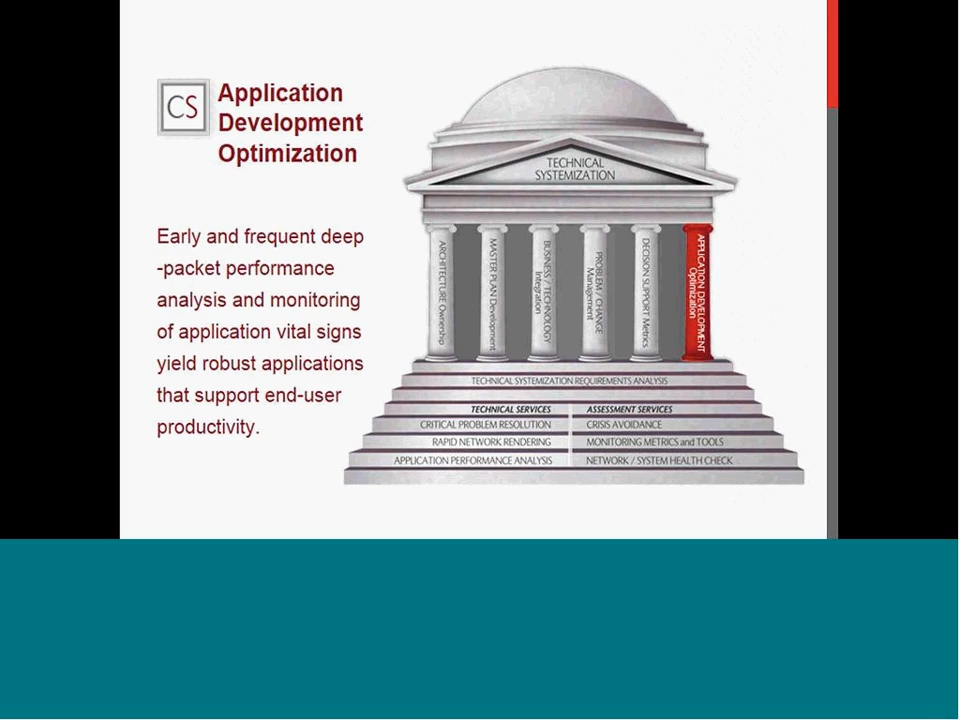 CS
Application
Development
Optimization
Early and frequent deep
-packet performance
analysis and monitoring
of application vital signs
yield robust applications
that support end-user
productivity.
TECHNICAL
SYSTEMIZATION
ARCHITECTURE Ownership
MASTER PLAN Development
BUSINESS / TECHNOLOGY
Integration
PROBLEM / CHANGE
Management
DECISION SUPPORT Metrics
APPLICATION DEVELOPMENT
Optimization
TECHNICAL SYSTEMIZATION REQUIREMENTS ANALYSIS
TECHNICAL SERVICES
CRITICAL PROBLEM RESOLUTION
RAPID NETWORK RENDERING
APPLICATION PERFORMANCE ANALYSIS
ASSESSMENT SERVICES
CRISIS AVOIDANCE
MONITORING METRICS and TOOLS
NETWORK / SYSTEM HEALTH CHECK